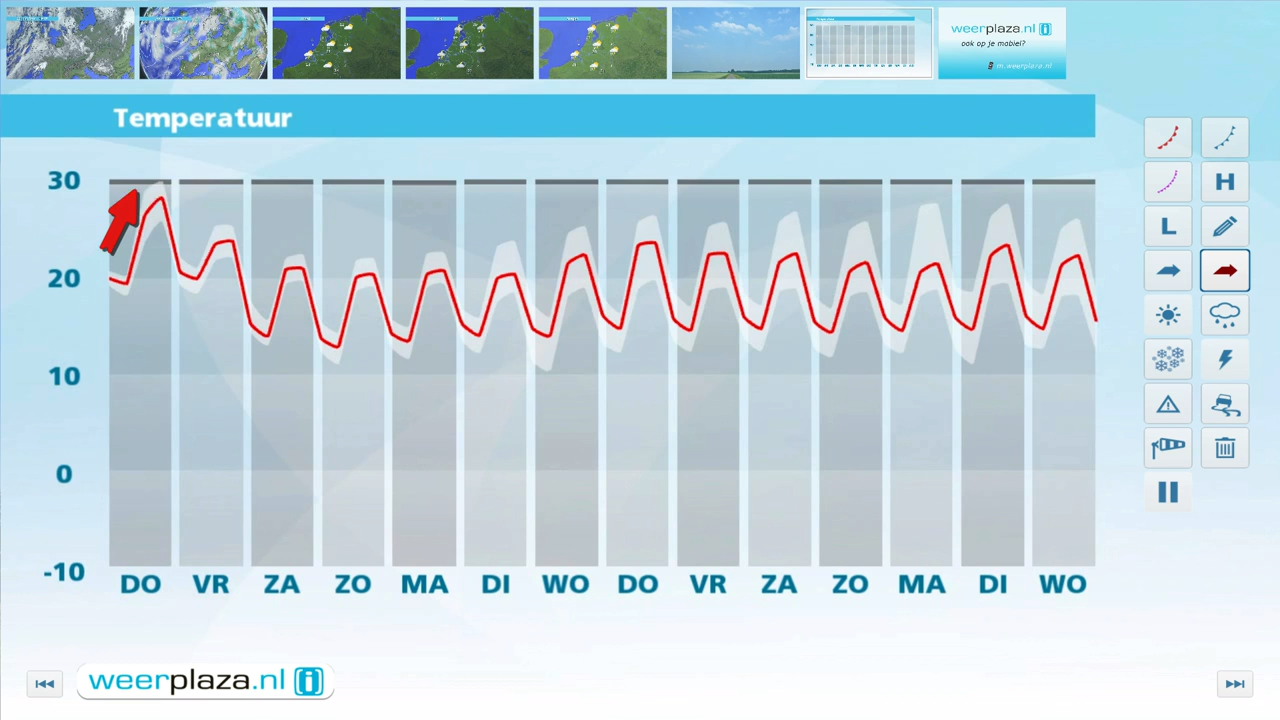 weerplaza.nl i
ook op je mobiel?
m.weerplaza.nl
Temperatuur
30
20
10
0
-10
DO VR ZA ZO MA DI WO DO VR ZA ZO MA DI WO
H
L
weerplaza.nl i